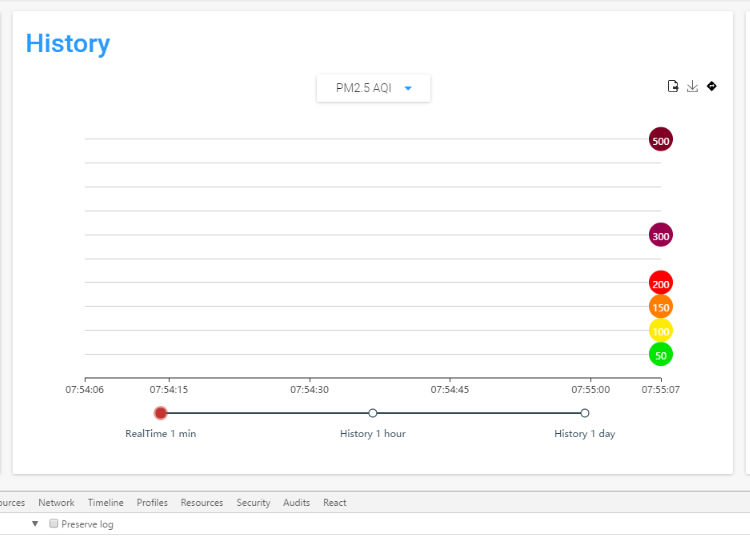 History
PM2.5 AQI
500
300
200
150
100
50
07:54:06 07:54:15 07:54:30 07:54:45 07:55:00 07:55:07
RealTime 1 min History 1 hour History 1 day
ources Network Timeline Profiles Resources Security Audits React
Preserve log